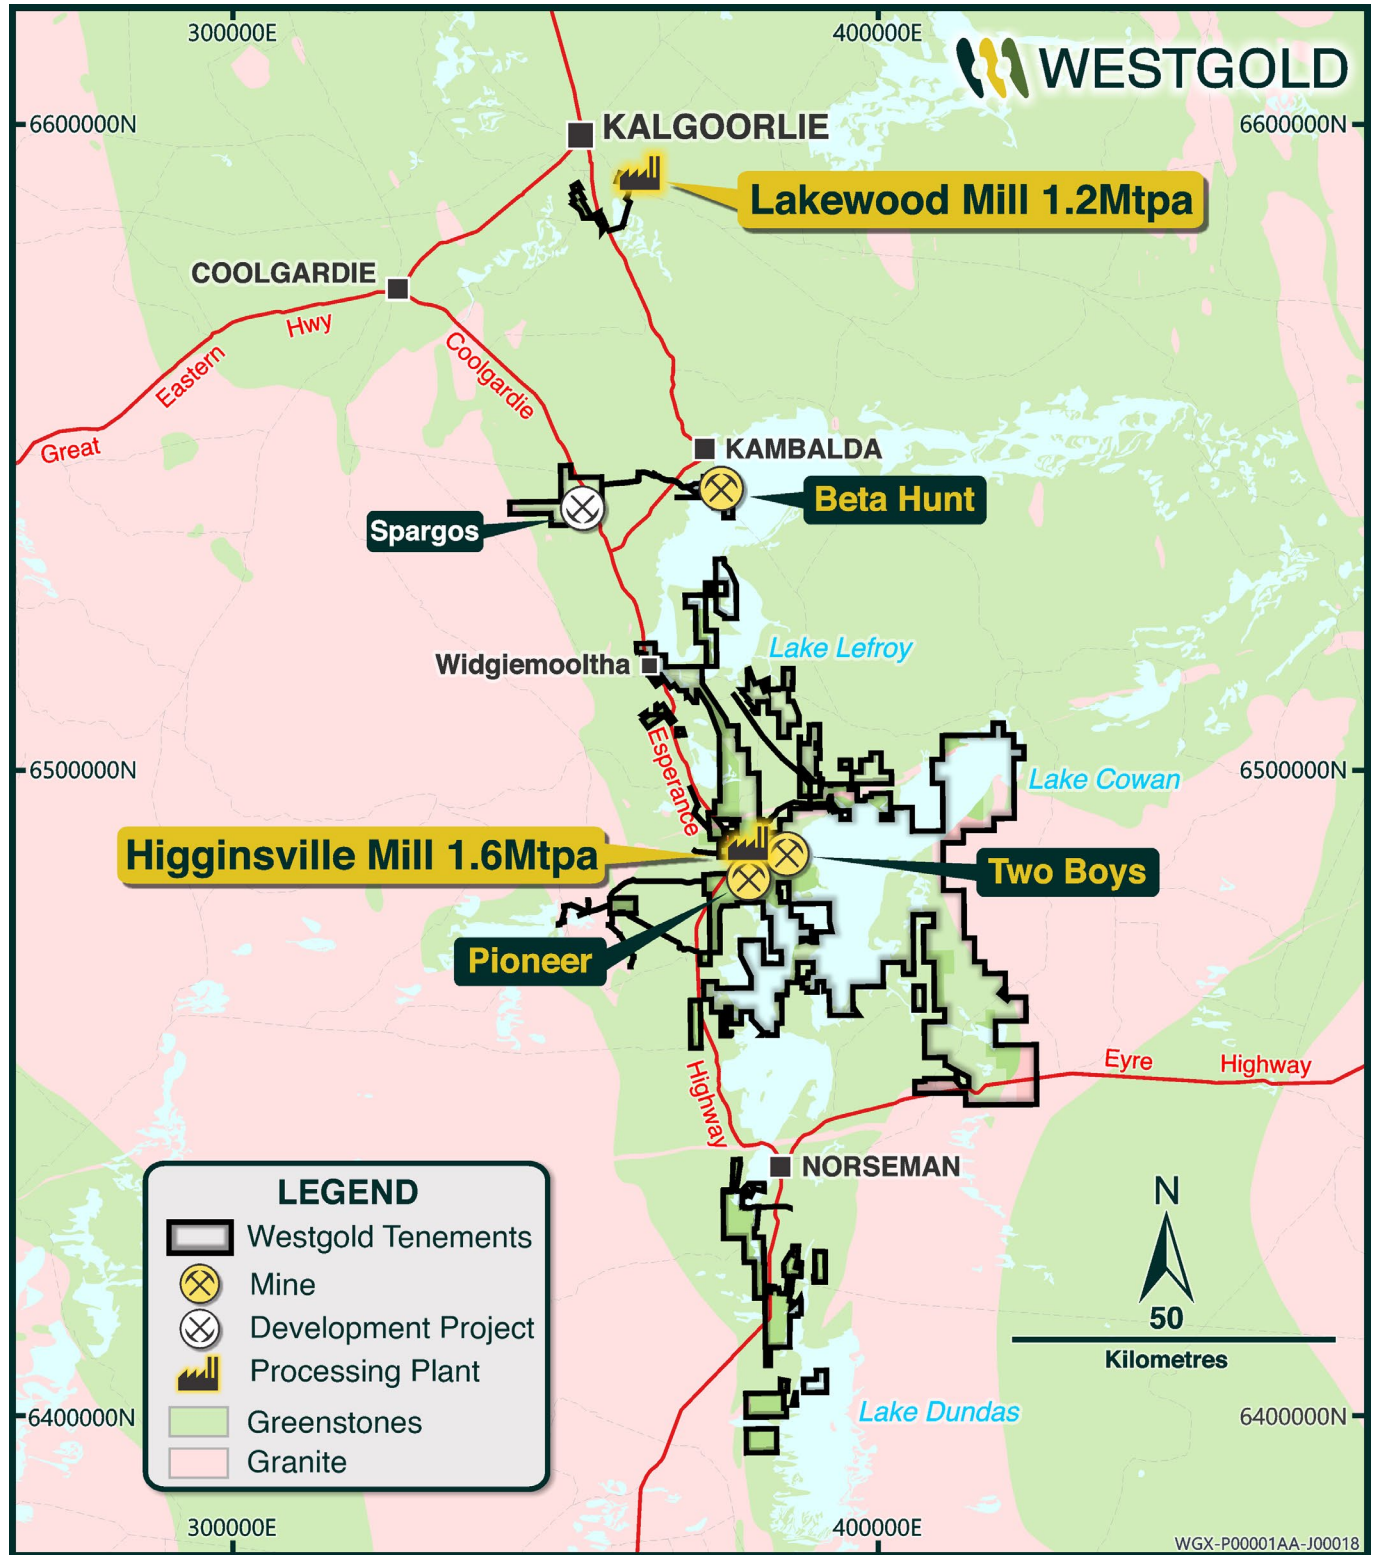 300000E
400000E
WESTGOLD
6600000N
KALGOORLIE
6600000N
Lakewood Mill 1.2Mtpa
COOLGARDIE
Hwy
Eastern
Great
Coolgardie
KAMBALDA
Beta Hunt
Spargos
Lake Lefroy
Widgiemooltha
Esperance
6500000N
6500000N
Lake Cowan
Higginsville Mill 1.6Mtpa
Two Boys
Pioneer
Highway
Eyre
Highway
NORSEMAN
LEGEND
Westgold Tenements
Mine
Development Project
Processing Plant
Greenstones
Granite
N
50
Kilometres
6400000N
Lake Dundas
6400000N
300000E
400000E
WGX-P00001AA-J00018